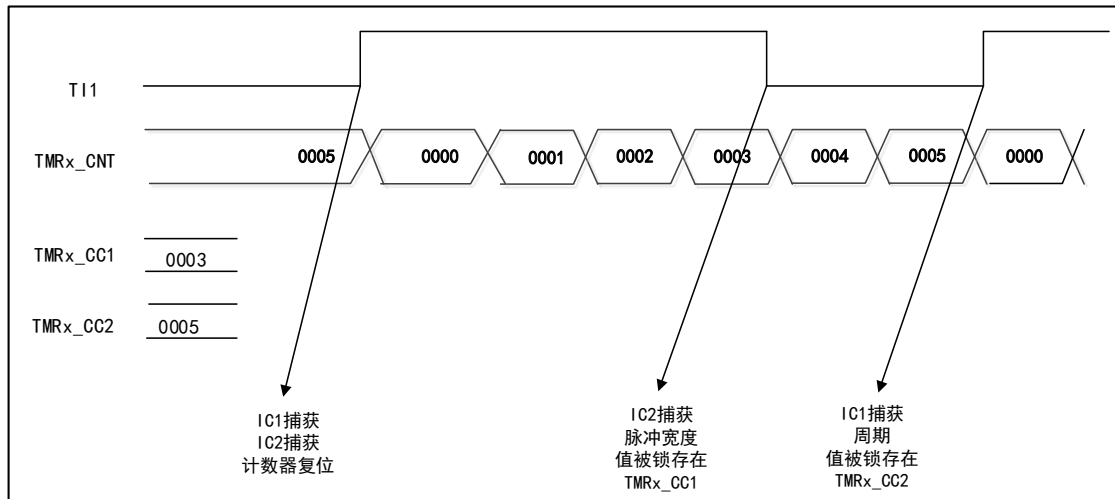 TI1
TMRx_CNT
0005 0000 0001 0002 0003 0004 0005 0000
TMRx_CC1
0003
TMRx_CC2
0005
IC1捕获
IC2捕获
计数器复位
IC2捕获
脉冲宽度
值被锁存在
TMRx_CC1
IC1捕获
周期
值被锁存在
TMRx_CC2